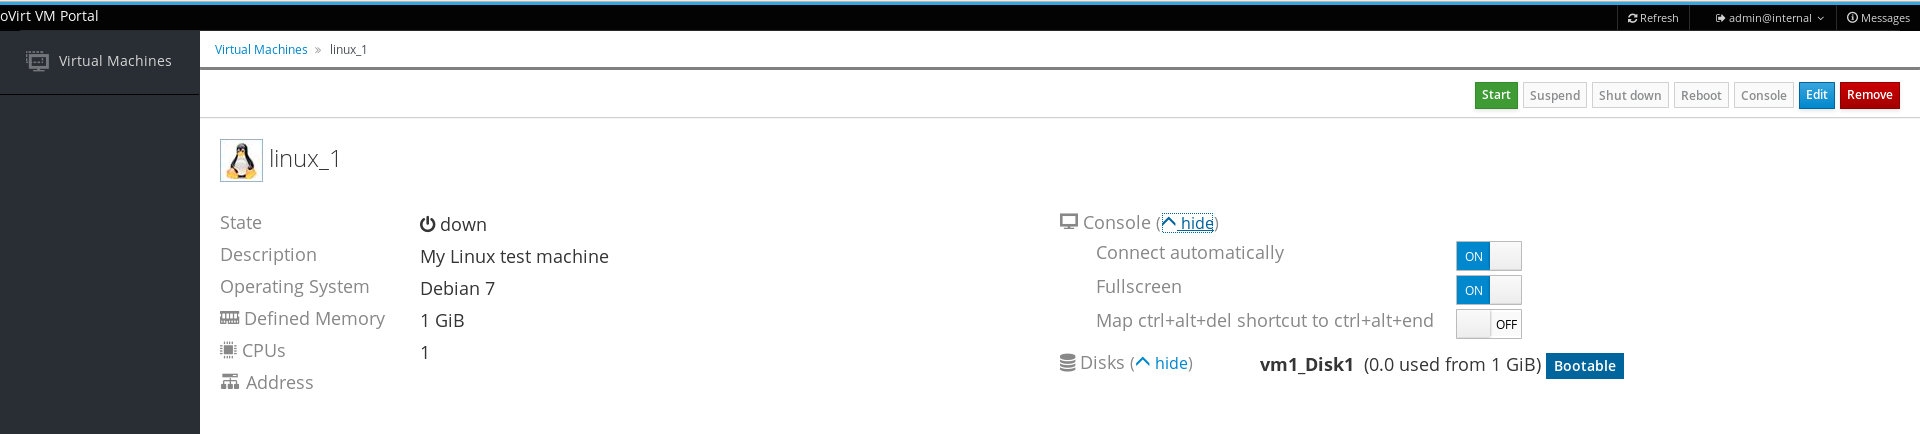 oVirt VM Portal
Refresh admin@internal Messages
Virtual Machines
Virtual Machines » linux_1
Start Suspend Shut down Reboot Console Edit Remove
linux_1
State down
Description My Linux test machine
Operating System Debian 7
Defined Memory 1 GiB
CPUs 1
Address
Console (hide)
Connect automatically ON
Fullscreen ON
Map ctrl+alt+del shortcut to ctrl+alt+end OFF
Disks (hide) vm1_Disk1 (0.0 used from 1 GiB) Bootable